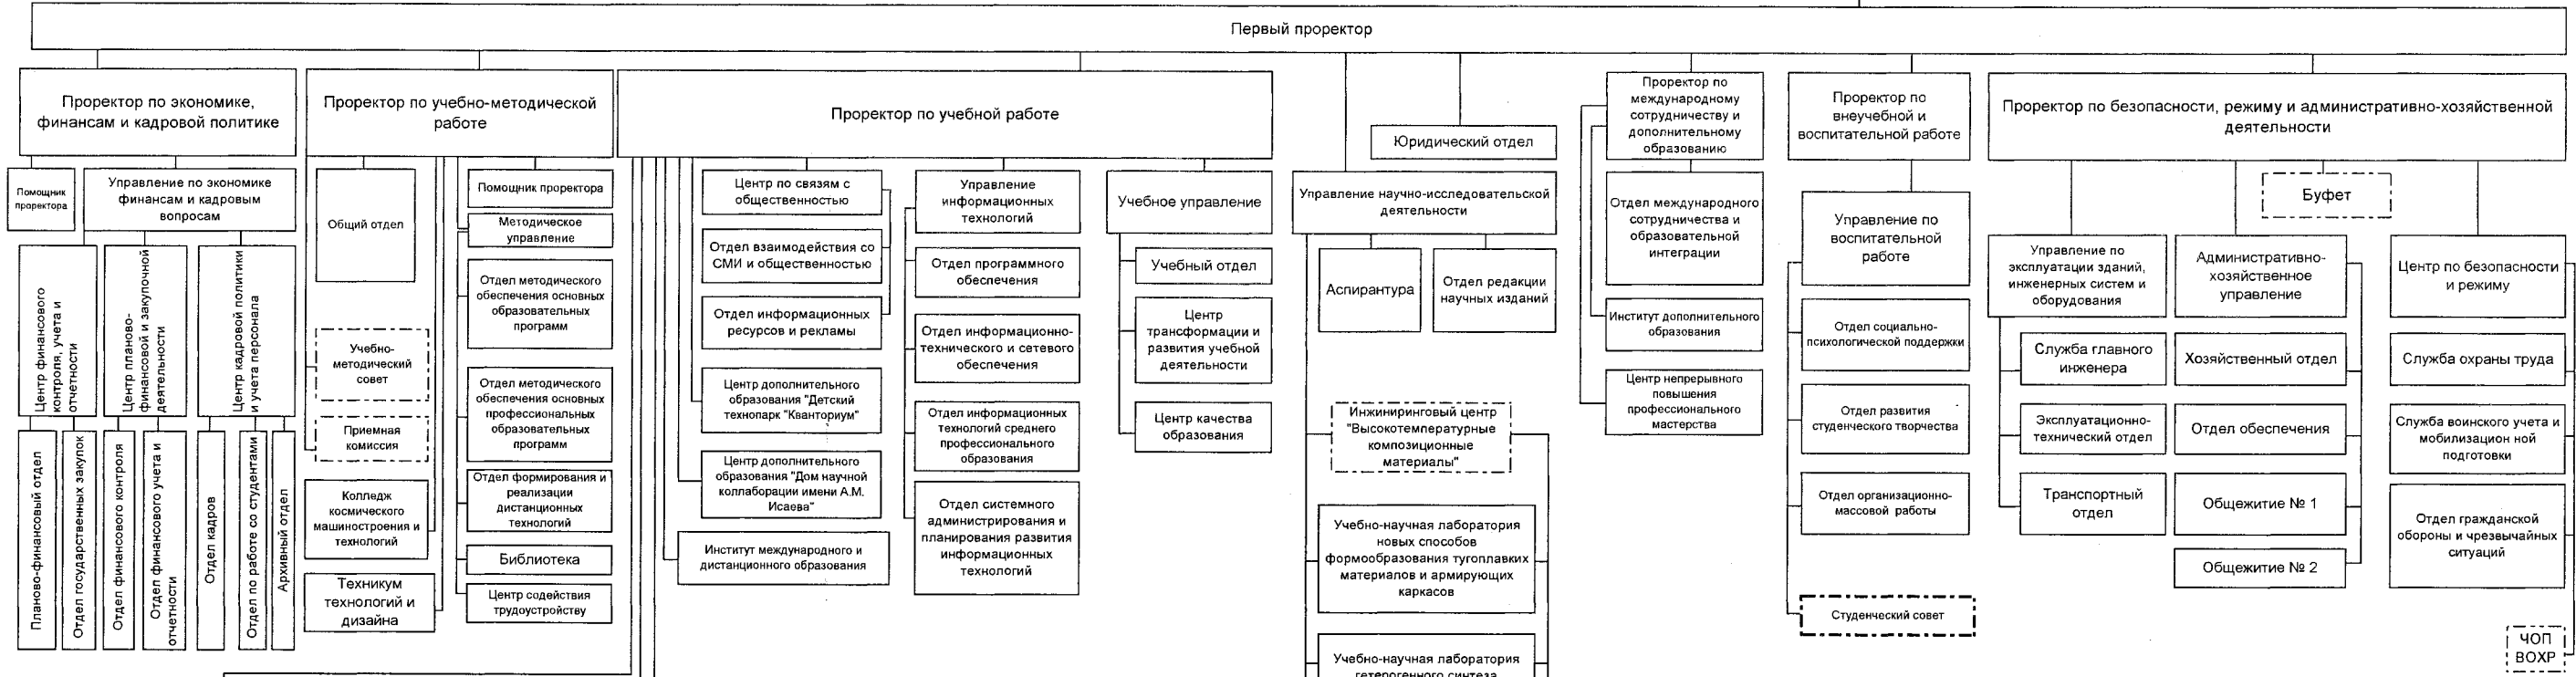 Первый проректор
Проректор по экономике,
финансам и кадровой политике
Помощник
проректора
Управление по экономике
финансам и кадровым
вопросам
Центр финансового
контроля, учета и
отчетности
Центр планово-
финансовой и закупочной
деятельности
Центр кадровой политики
и учета персонала
Планово-финансовый отдел
Отдел государственных закупок
Отдел финансового контроля
Отдел финансового учета и
отчетности
Отдел кадров
Отдел по работе со студентами
Архивный отдел
Проректор по учебно-методической
работе
Общий отдел
Учебно-
методический
совет
Приемная
комиссия
Колледж
космического
машиностроения и
технологий
Техникум
технологий и
дизайна
Помощник проректора
Методическое
управление
Отдел методического
обеспечения основных
образовательных
программ
Отдел методического
обеспечения основных
профессиональных
образовательных
программ
Отдел формирования и
реализации
дистанционных
технологий
Библиотека
Центр содействия
трудоустройству
Проректор по учебной работе
Центр по связям с
общественностью
Отдел взаимодействия со
СМИ и общественностью
Отдел информационных
ресурсов и рекламы
Центр дополнительного
образования "Детский
технопарк "Кванториум"
Центр дополнительного
образования "Дом научной
коллаборации имени А.М.
Исаева"
Институт международного и
дистанционного образования
Управление
информационных
технологий
Отдел программного
обеспечения
Отдел информационно-
технического и сетевого
обеспечения
Отдел информационных
технологий среднего
профессионального
образования
Отдел системного
администрирования и
планирования развития
информационных
технологий
Учебное управление
Учебный отдел
Центр
трансформации и
развития учебной
деятельности
Центр качества
образования
Юридический отдел
Управление научно-исследовательской
деятельности
Аспирантура
Отдел редакции
научных изданий
Инжиниринговый центр
"Высокотемпературные
композиционные
материалы"
Учебно-научная лаборатория
новых способов
формообразования тугоплавких
материалов и армирующих
каркасов
Учебно-научная лаборатория
гетерогенного синтеза
Проректор по
международному
сотрудничеству и
дополнительному
образованию
Отдел международного
сотрудничества и
образовательной
интеграции
Институт дополнительного
образования
Центр непрерывного
повышения
профессионального
мастерства
Проректор по
внеучебной и
воспитательной работе
Управление по
воспитательной
работе
Отдел социально-
психологической поддержки
Отдел развития
студенческого творчества
Отдел организационно-
массовой работы
Студенческий совет
Проректор по безопасности, режиму и административно-хозяйственной
деятельности
Буфет
Управление по
эксплуатации зданий,
инженерных систем и
оборудования
Служба главного
инженера
Эксплуатационно-
технический отдел
Транспортный
отдел
Административно-
хозяйственное
управление
Хозяйственный отдел
Отдел обеспечения
Общежитие № 1
Общежитие № 2
Центр по безопасности
и режиму
Служба охраны труда
Служба воинского учета и
мобилизацион ной
подготовки
Отдел гражданской
обороны и чрезвычайных
ситуаций
ЧОП
ВОХР